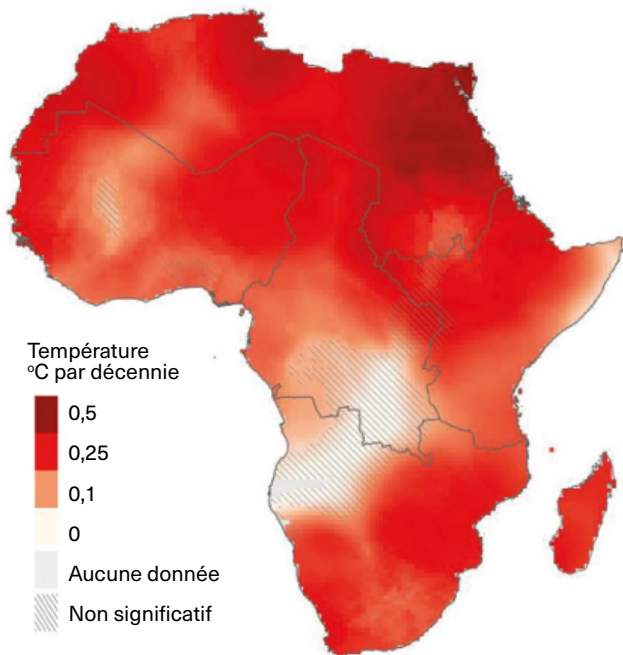 Température
°C par décennie
0,5
0,25
0,1
0
Aucune donnée
Non significatif